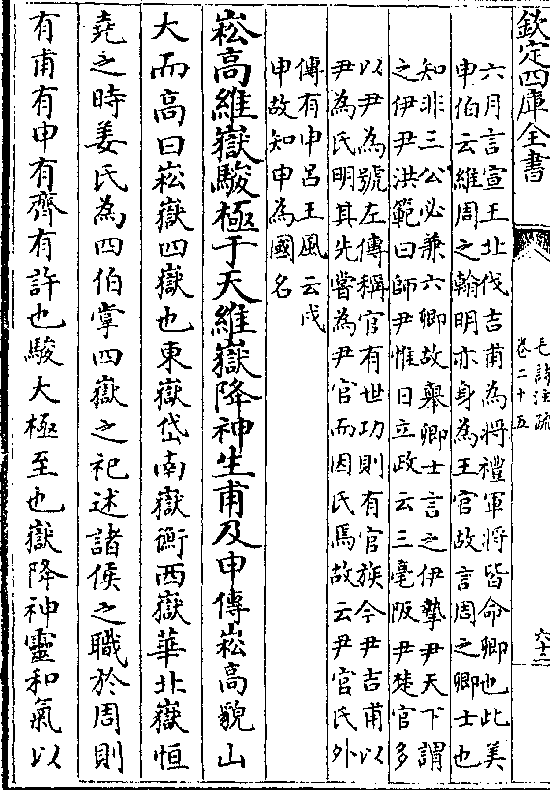 欽定四庫全書
毛詩注疏
卷二十五
六十二
六月言宣王北伐吉甫為將禮軍將皆命卿也此美
申伯云維周之翰明亦身為王官故言周之卿士也
知非三公必兼六卿故舉卿士言之伊摯尹天下謂
之伊尹洪範曰師尹惟日立政云三毫阪尹楚官多
以尹為號左傳稱官有世功則有官族今尹吉甫以
尹為氏明其先嘗為尹官而因氏焉故云尹官氏外
傳有申呂王風云戍
申故知申為國名
崧高維嶽駿極于天維嶽降神生甫及申傳崧高貌山
大而高曰崧嶽四嶽也東嶽岱南嶽衡西嶽華北嶽恒
堯之時姜氏為四伯掌四嶽之祀述諸侯之職於周則
有甫有申有齊有許也駿大極至也嶽降神靈和氣以